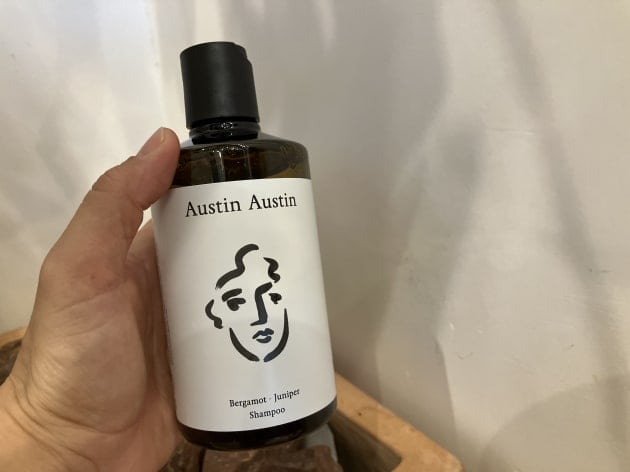 Austin Austin
Bergamot · Juniper
Shampoo